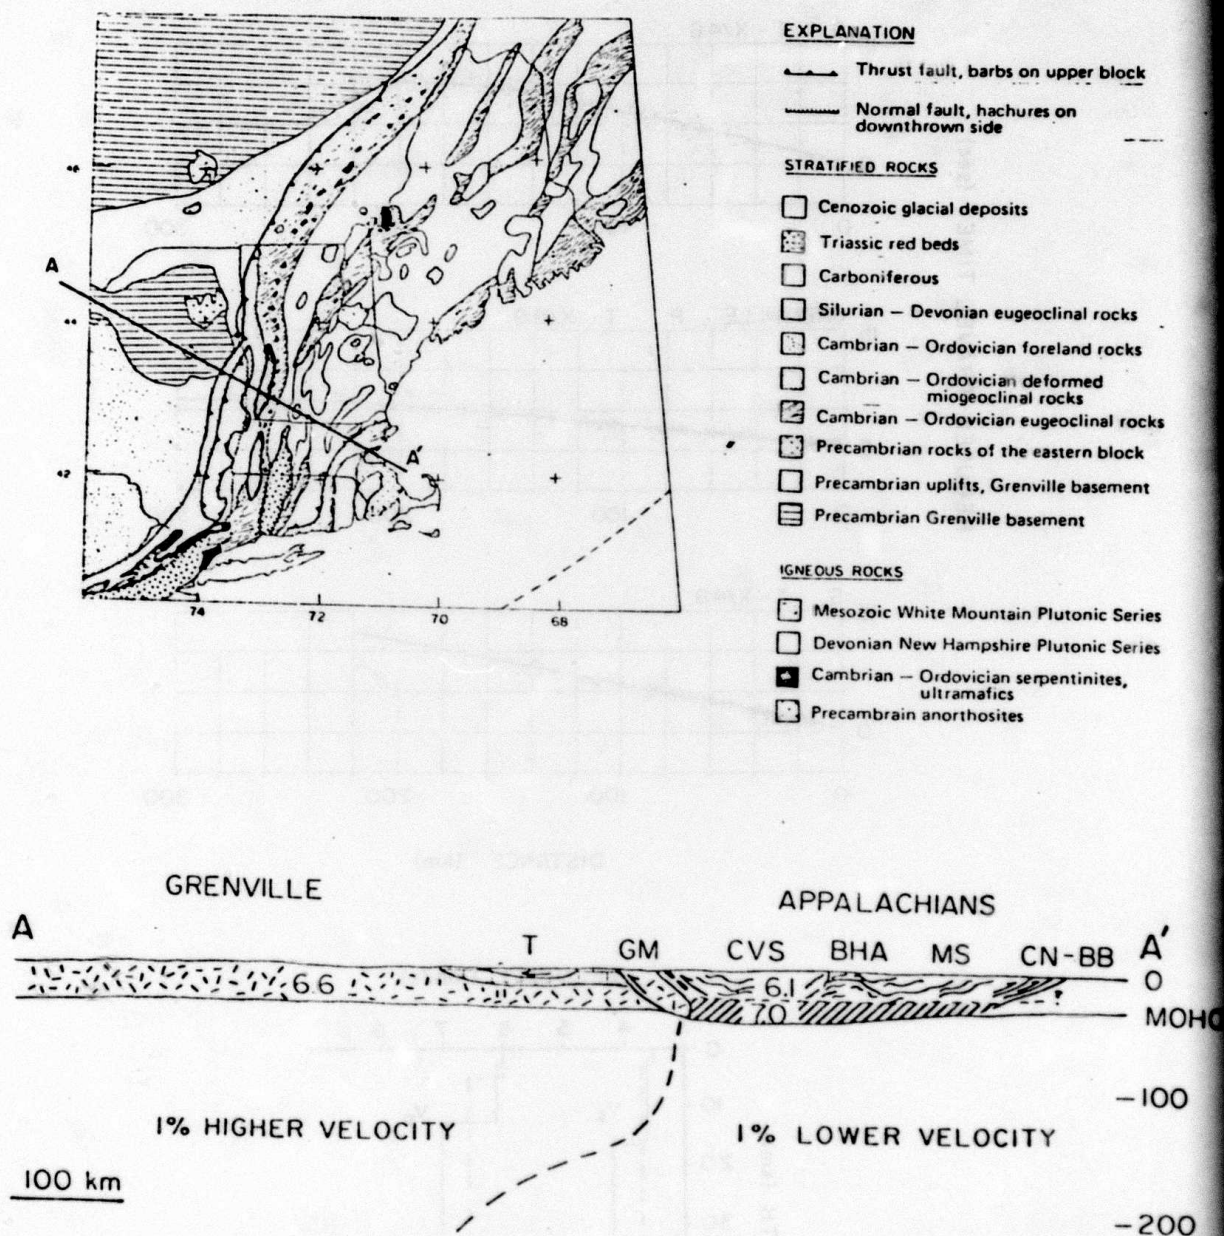 EXPLANATION
Thrust fault, barbs on upper block
Normal fault, hachures on
downthrown side
STRATIFIED ROCKS
Cenozoic glacial deposits
Triassic red beds
Carboniferous
Silurian – Devonian eugeoclinal rocks
Cambrian – Ordovician foreland rocks
Cambrian – Ordovician deformed
miogeoclinal rocks
Cambrian – Ordovician eugeoclinal rocks
Precambrian rocks of the eastern block
Precambrian uplifts, Grenville basement
Precambrian Grenville basement
IGNEOUS ROCKS
Mesozoic White Mountain Plutonic Series
Devonian New Hampshire Plutonic Series
Cambrian – Ordovician serpentinites,
ultramafics
Precambrain anorthosites
46
A
44
A'
42
74 72 70 68
GRENVILLE APPALACHIANS
A T GM CVS BHA MS CN-BB A'
6.6 6.1 0
7.0 MOHO
-100
1% HIGHER VELOCITY 1% LOWER VELOCITY
100 km
-200